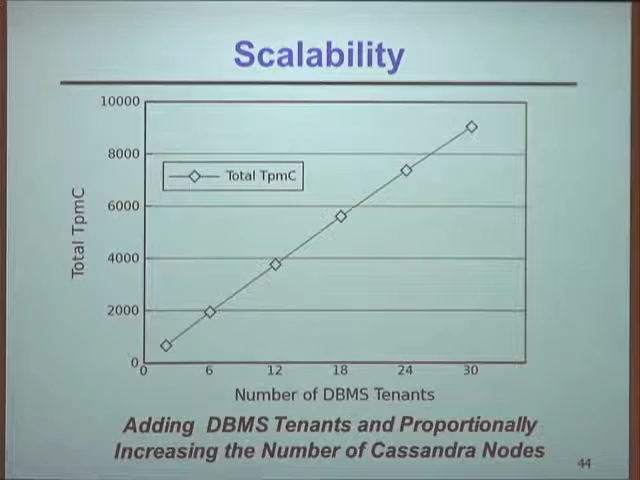 Scalability
10000
8000
Total TpmC
6000
Total TpmC
4000
2000
0
0 6 12 18 24 30
Number of DBMS Tenants
Adding DBMS Tenants and Proportionally
Increasing the Number of Cassandra Nodes
44